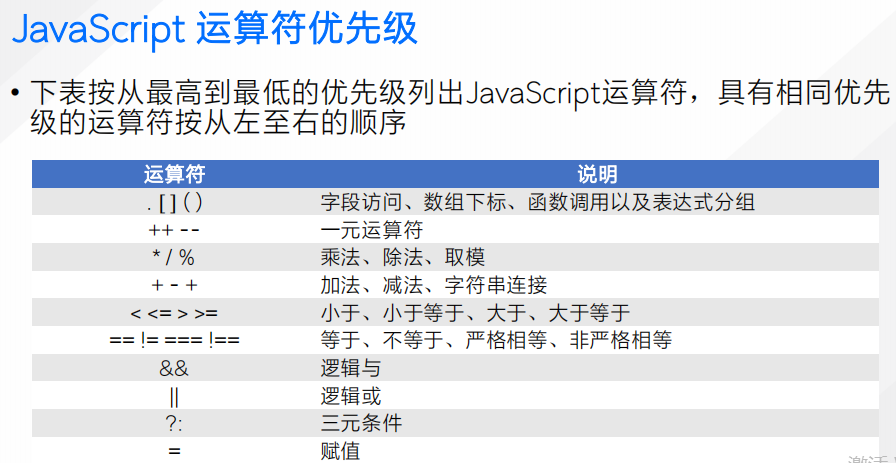 JavaScript 运算符优先级
• 下表按从最高到最低的优先级列出JavaScript运算符，具有相同优先
级的运算符按从左至右的顺序
运算符 说明
. [ ] ( ) 字段访问、数组下标、函数调用以及表达式分组
++ -- 一元运算符
* / % 乘法、除法、取模
+ - + 加法、减法、字符串连接
< <= > >= 小于、小于等于、大于、大于等于
== != === !== 等于、不等于、严格相等、非严格相等
&& 逻辑与
|| 逻辑或
?: 三元条件
= 赋值